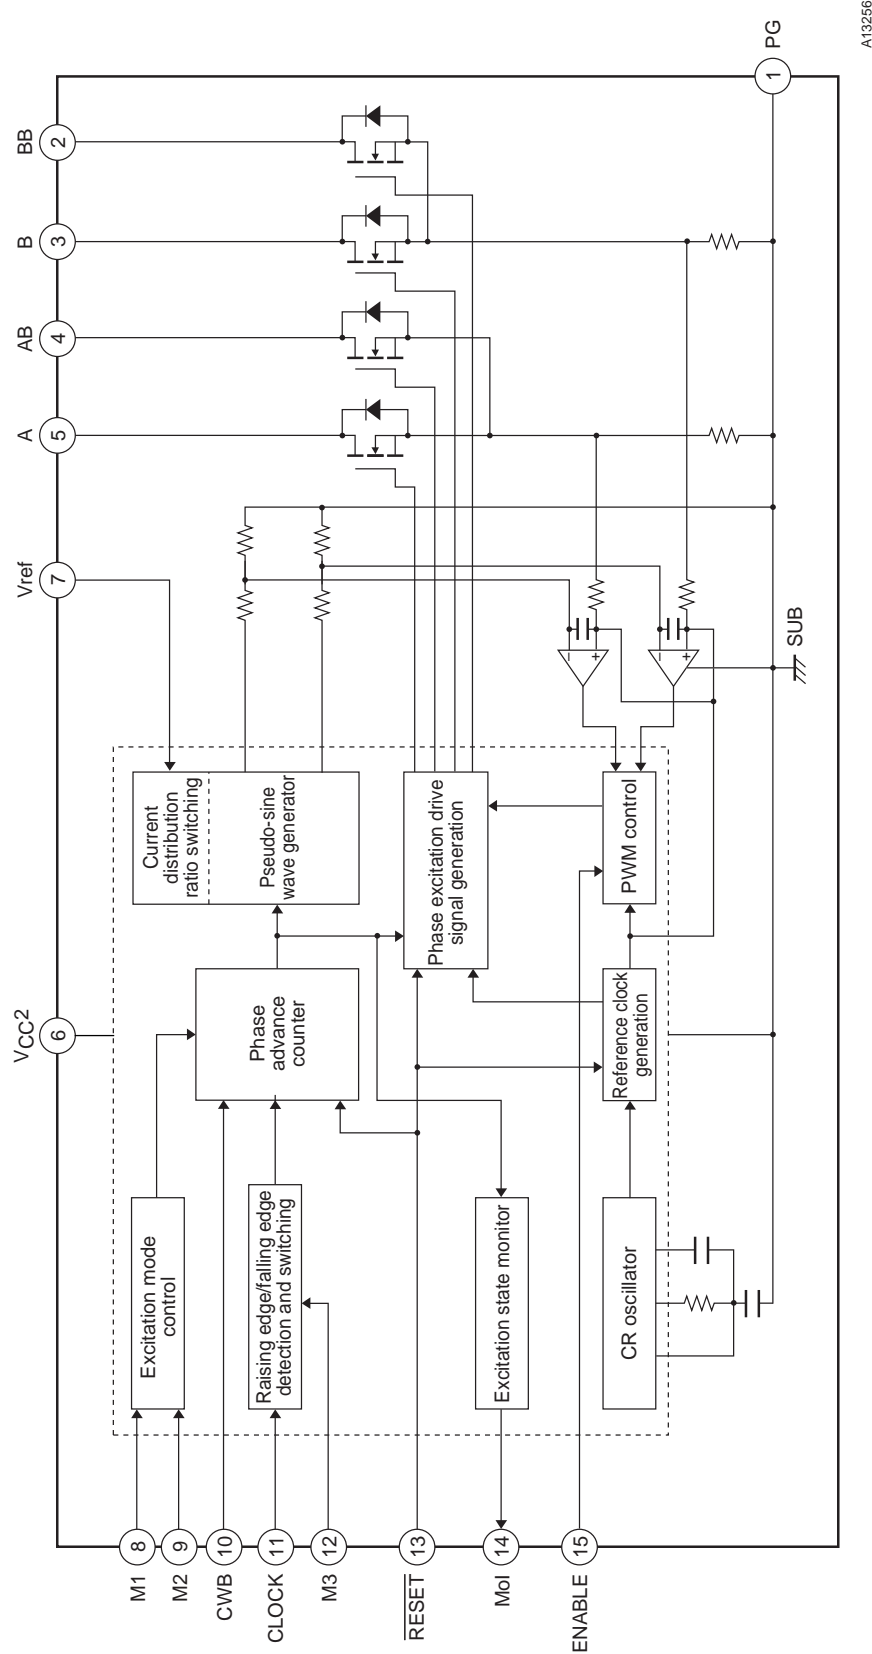 VCC2
6
Vref
7
A
5
AB
4
B
3
BB
2
M1
8
M2
9
CWB
10
CLOCK
11
M3
12
RESET
13
MoI
14
ENABLE
15
Excitation mode
control
Phase
advance
counter
Current
distribution
ratio switching
Pseudo-sine
wave generator
Raising edge/falling edge
detection and switching
Phase excitation drive
signal generation
Excitation state monitor
CR oscillator
Reference clock
generation
PWM control
−
+
−
+
SUB
1
PG
A13256